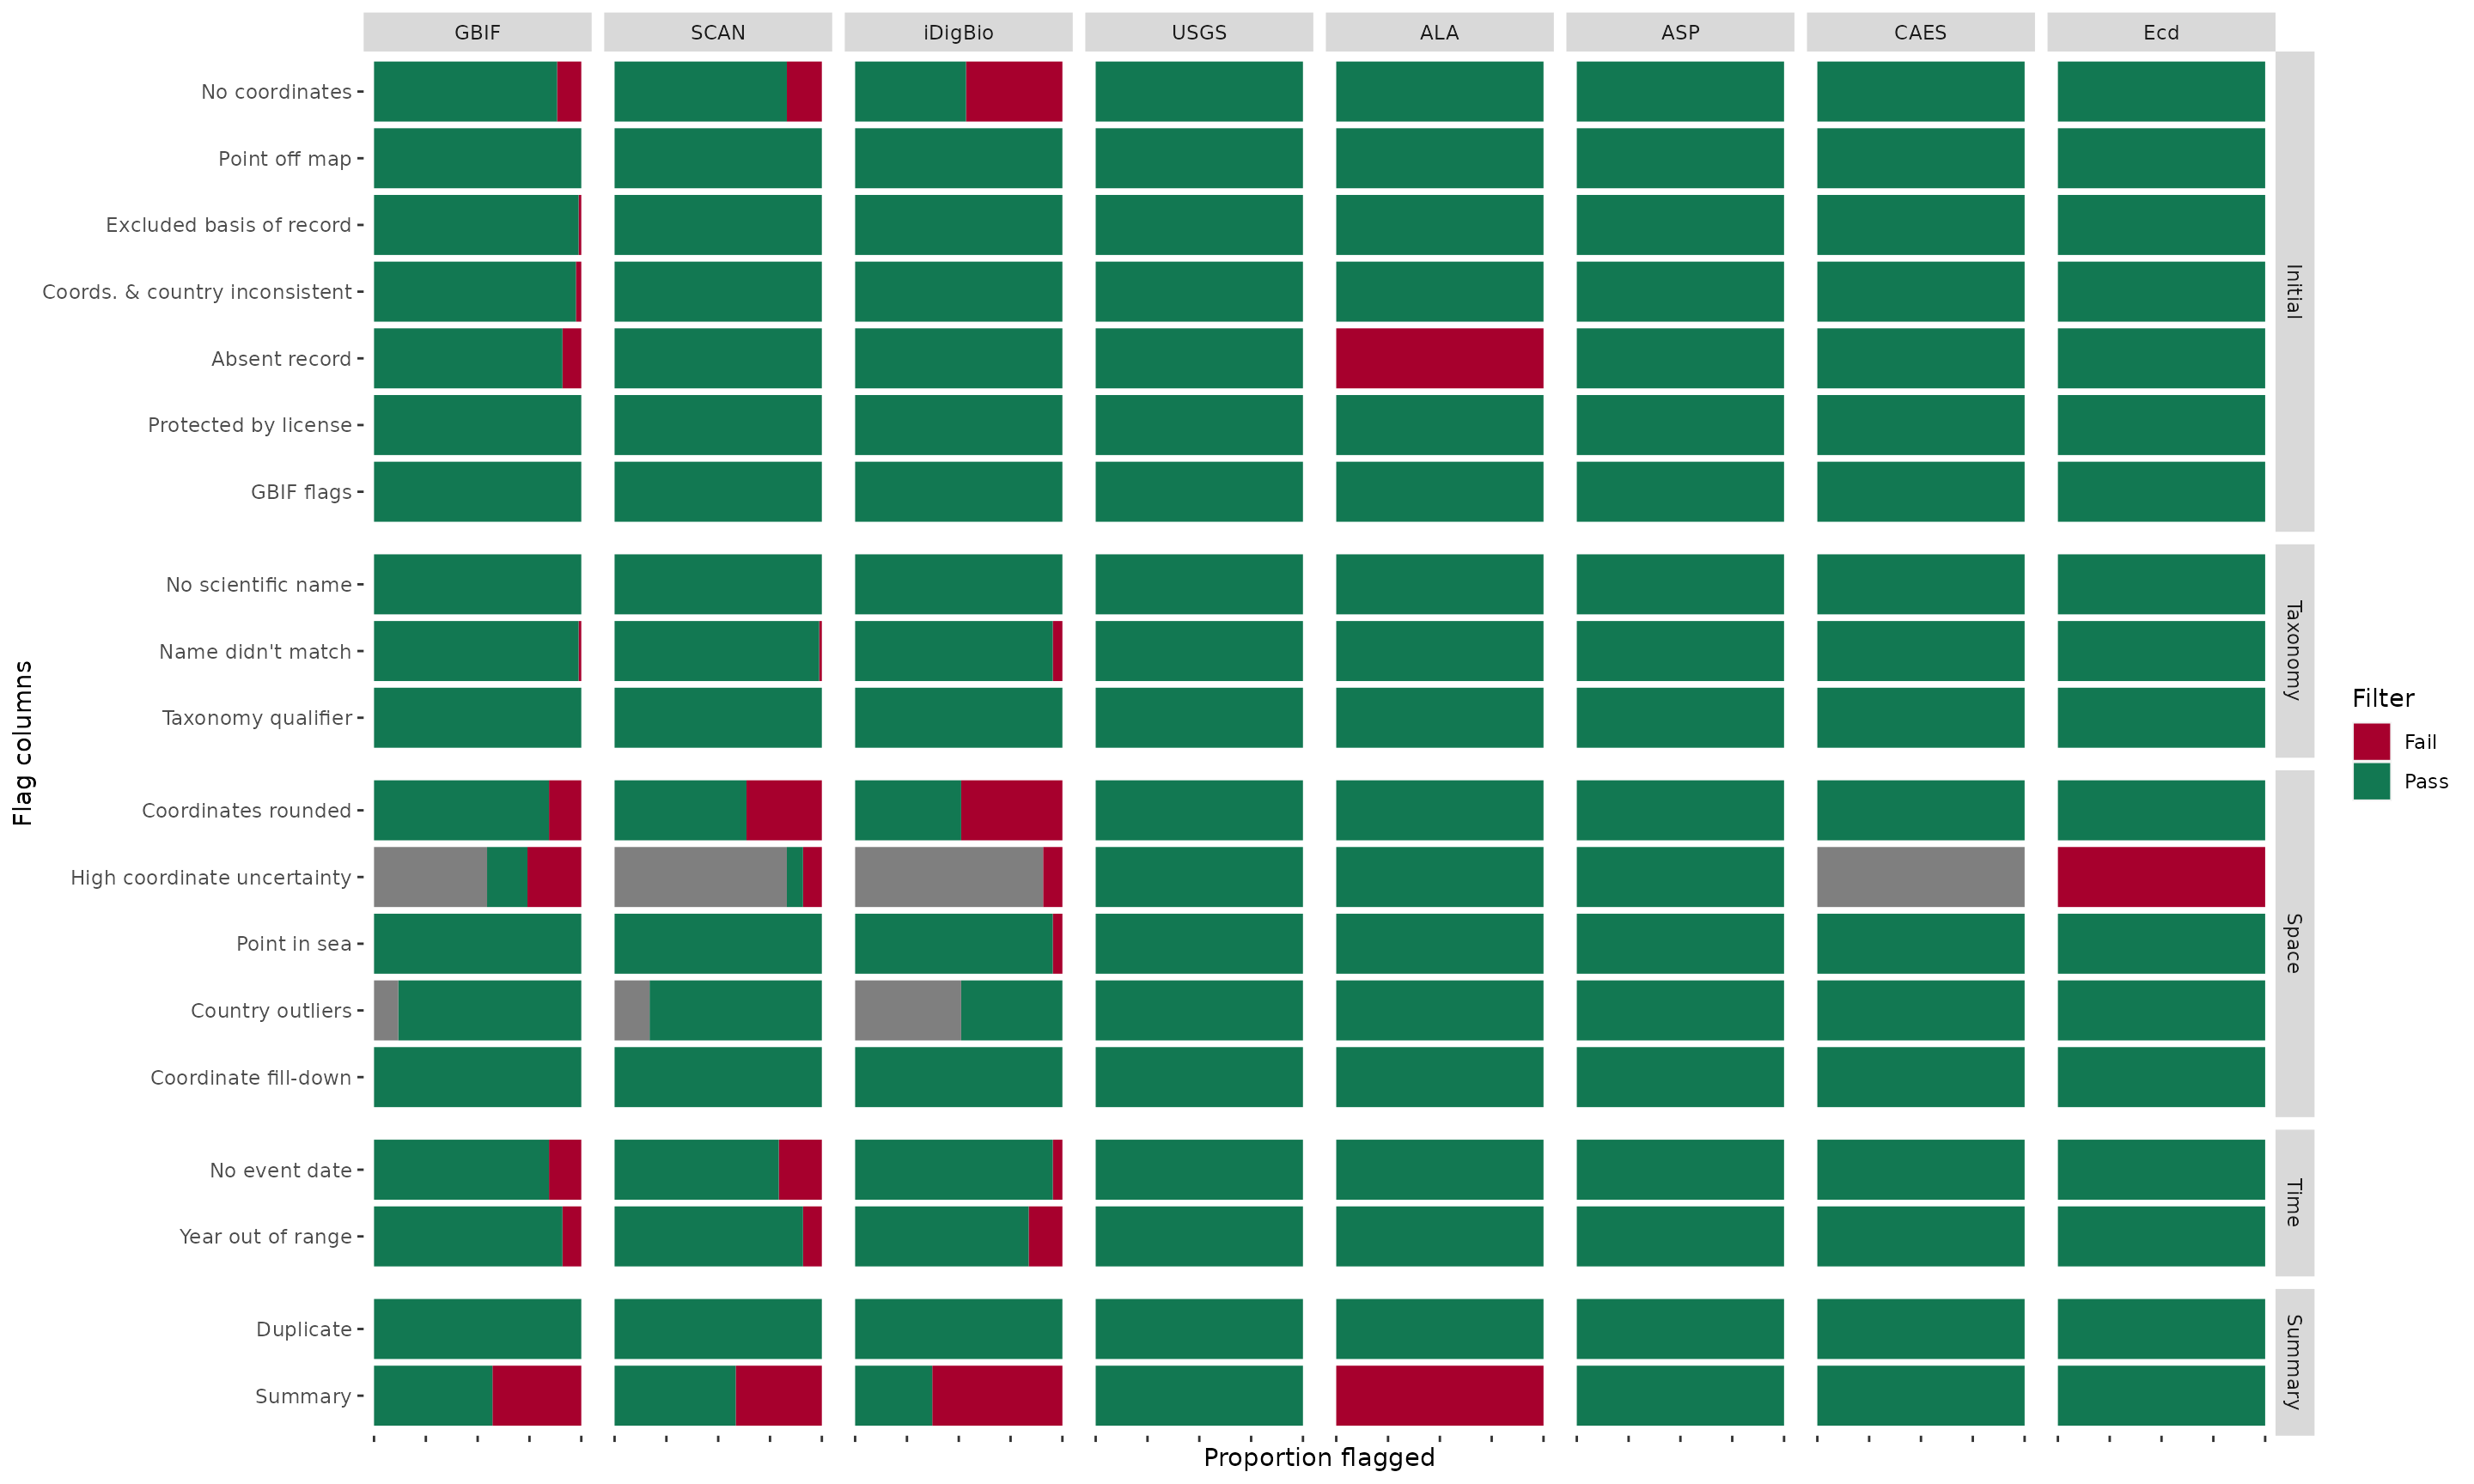 GBIF SCAN iDigBio USGS ALA ASP CAES Ecd
No coordinates
Point off map
Excluded basis of record
Coords. & country inconsistent
Absent record
Protected by license
GBIF flags
Initial
No scientific name
Name didn't match
Taxonomy qualifier
Taxonomy
Coordinates rounded
High coordinate uncertainty
Point in sea
Country outliers
Coordinate fill-down
Space
No event date
Year out of range
Time
Duplicate
Summary
Summary
Flag columns
Proportion flagged
Filter
Fail
Pass